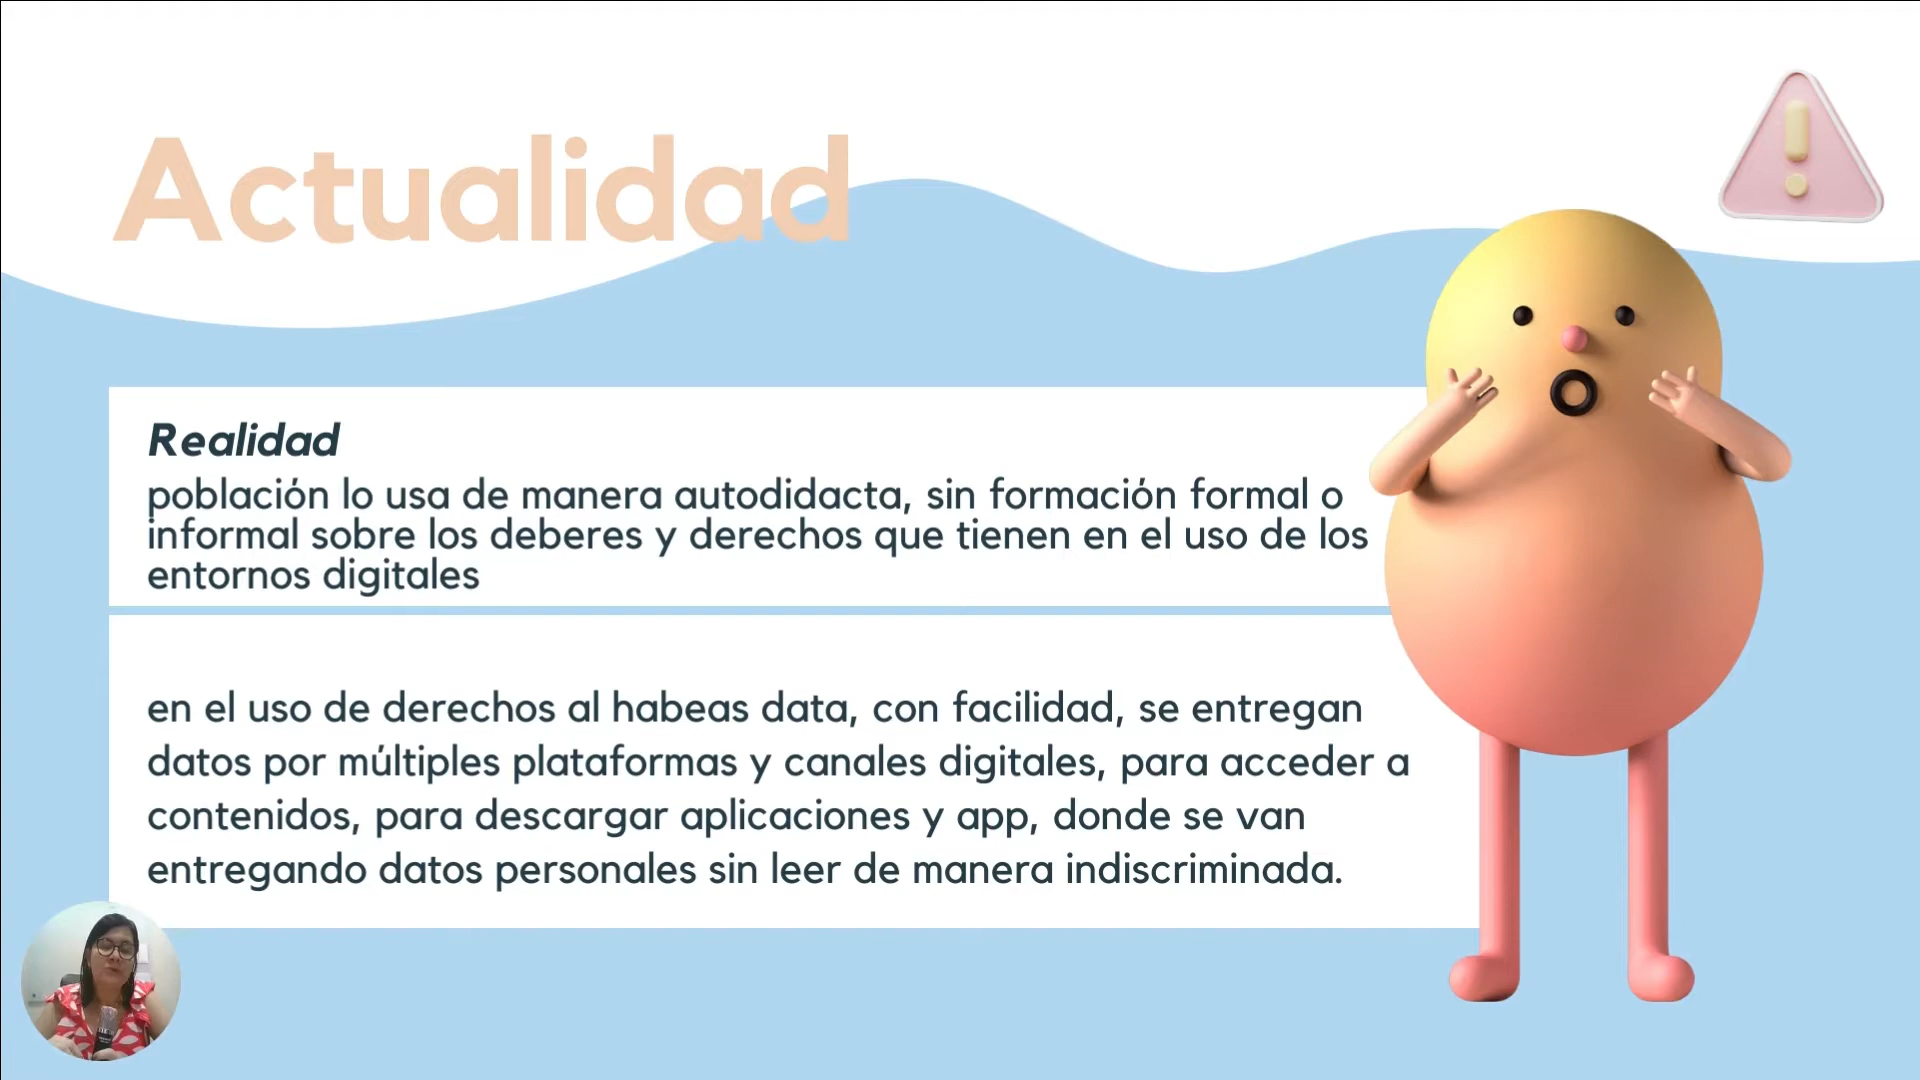 Actualidad
Realidad
población lo usa de manera autodidacta, sin formación formal o
informal sobre los deberes y derechos que tienen en el uso de los
entornos digitales
en el uso de derechos al habeas data, con facilidad, se entregan
datos por múltiples plataformas y canales digitales, para acceder a
contenidos, para descargar aplicaciones y app, donde se van
entregando datos personales sin leer de manera indiscriminada.